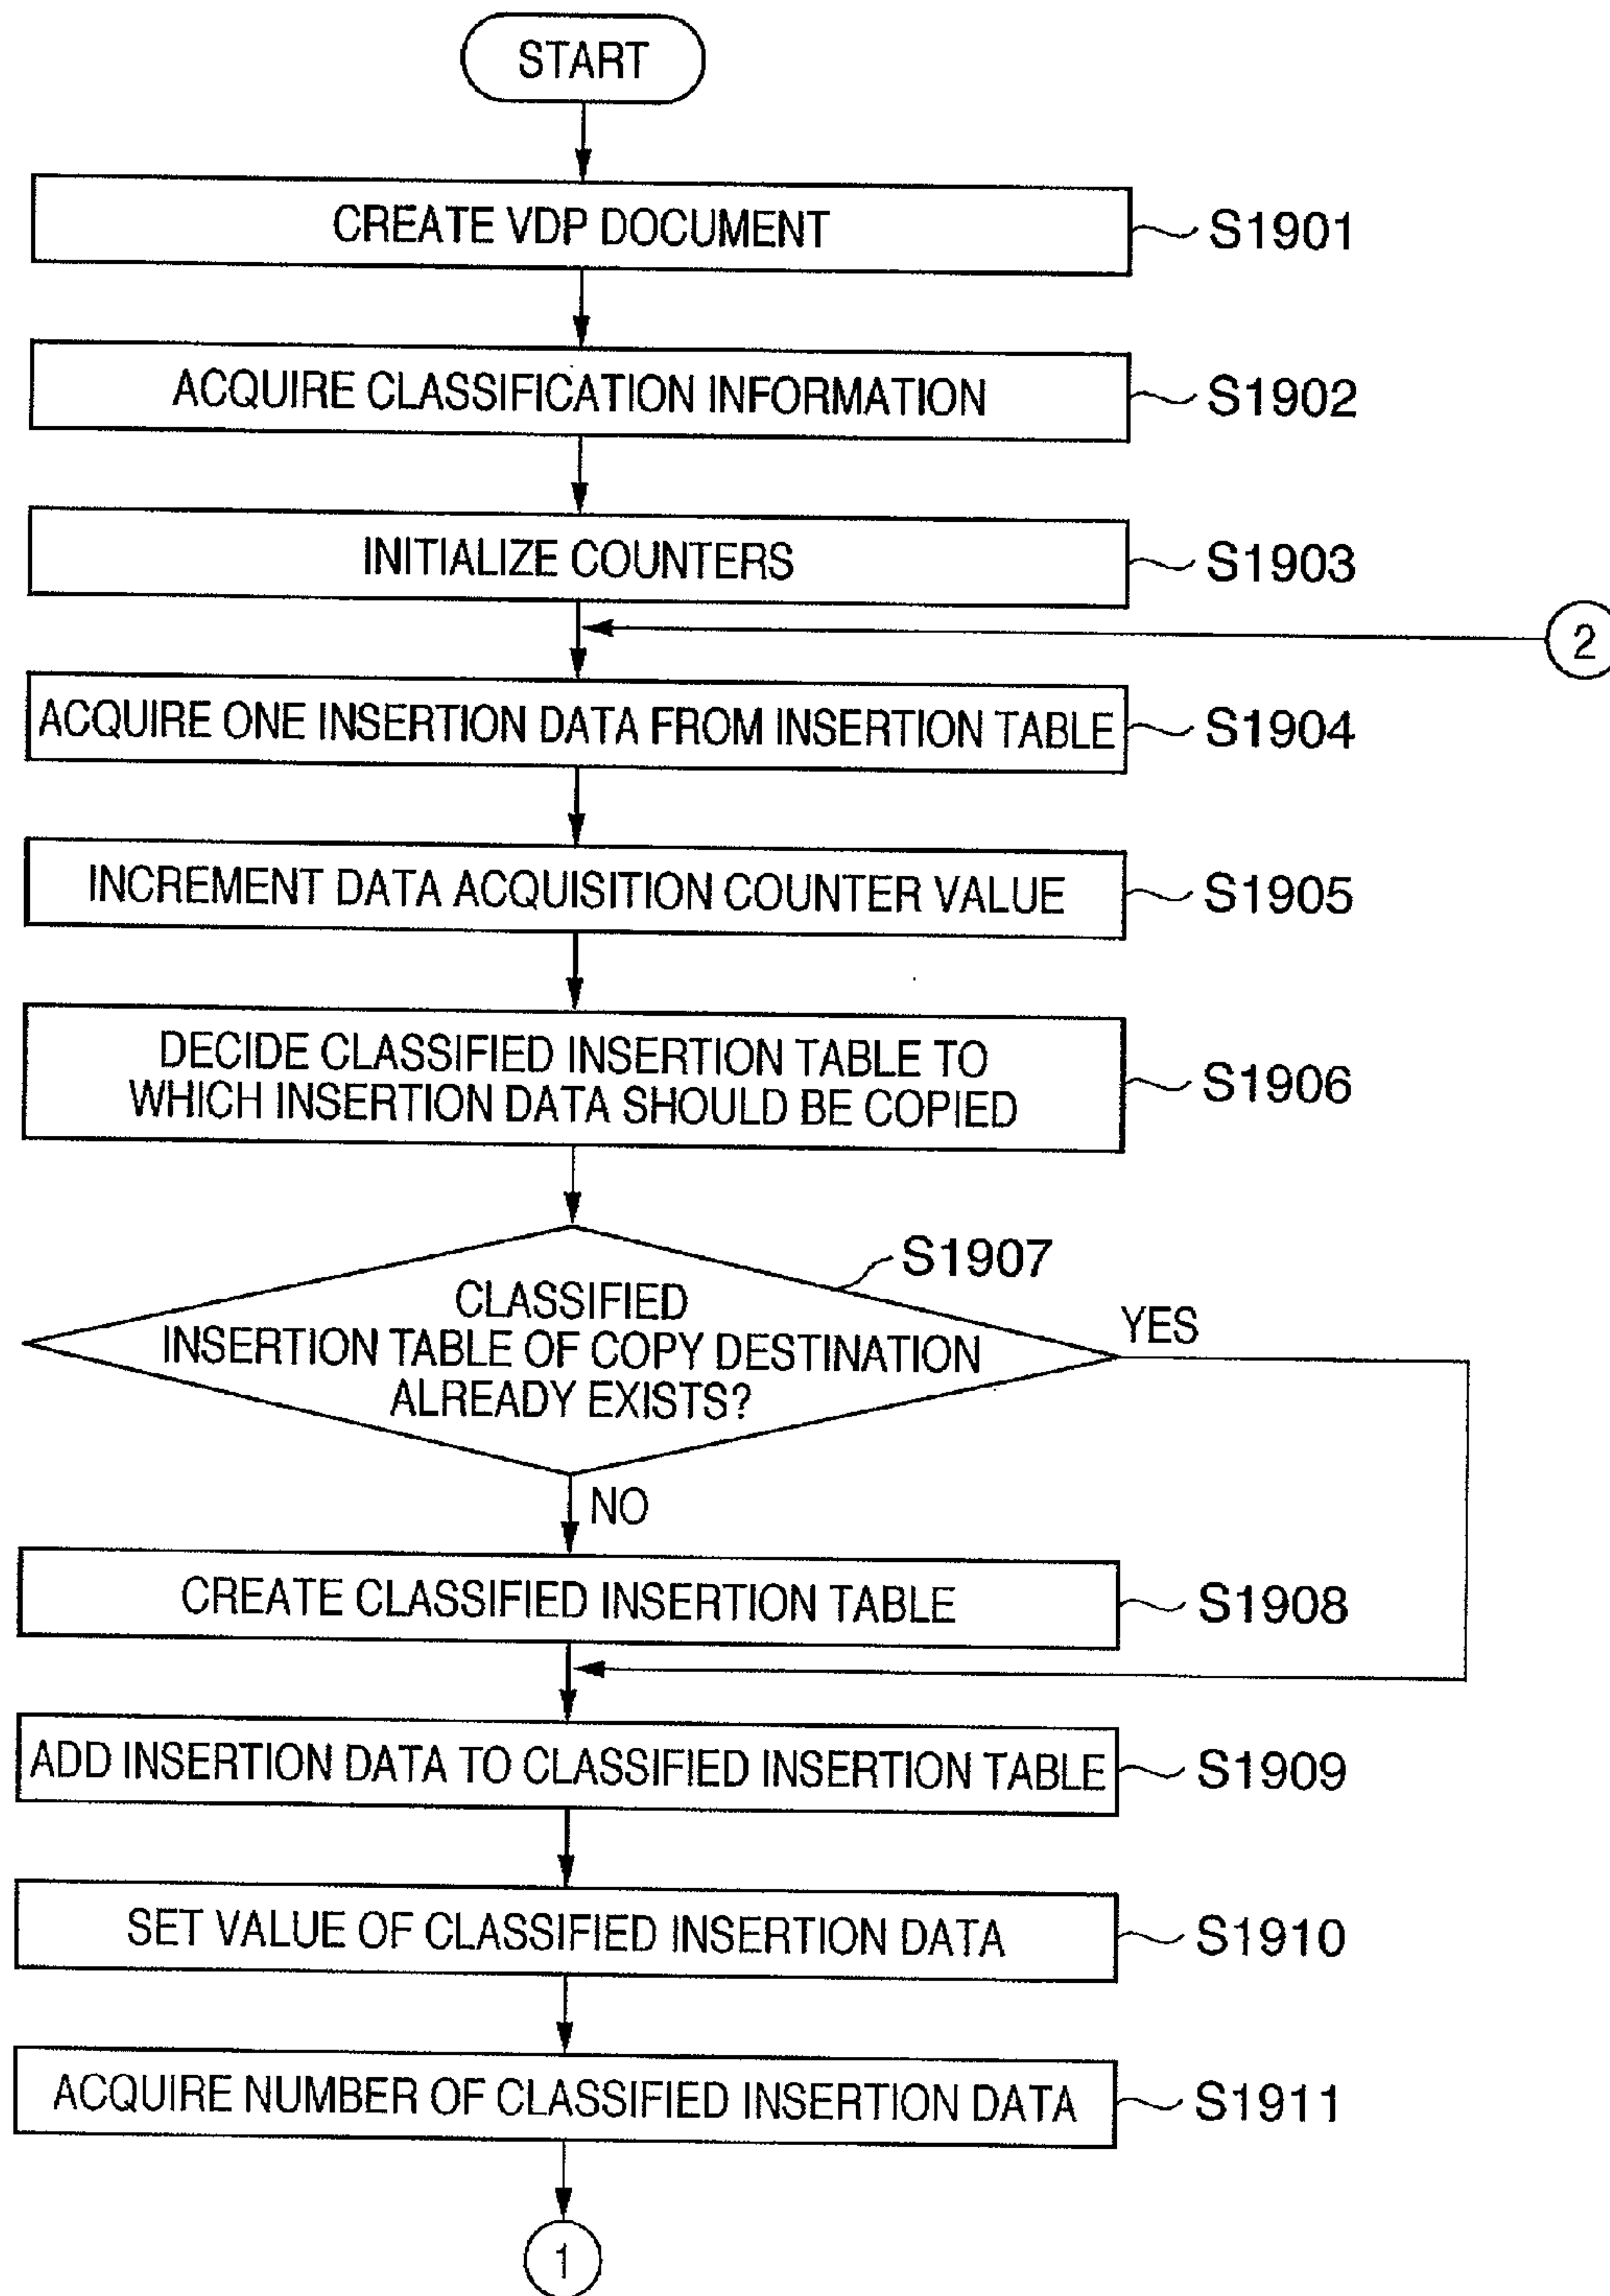 START
CREATE VDP DOCUMENT
S1901
ACQUIRE CLASSIFICATION INFORMATION
S1902
INITIALIZE COUNTERS
S1903
2
ACQUIRE ONE INSERTION DATA FROM INSERTION TABLE
S1904
INCREMENT DATA ACQUISITION COUNTER VALUE
S1905
DECIDE CLASSIFIED INSERTION TABLE TO
WHICH INSERTION DATA SHOULD BE COPIED
S1906
S1907
CLASSIFIED
INSERTION TABLE OF COPY DESTINATION
ALREADY EXISTS?
YES
NO
CREATE CLASSIFIED INSERTION TABLE
S1908
ADD INSERTION DATA TO CLASSIFIED INSERTION TABLE
S1909
SET VALUE OF CLASSIFIED INSERTION DATA
S1910
ACQUIRE NUMBER OF CLASSIFIED INSERTION DATA
S1911
1